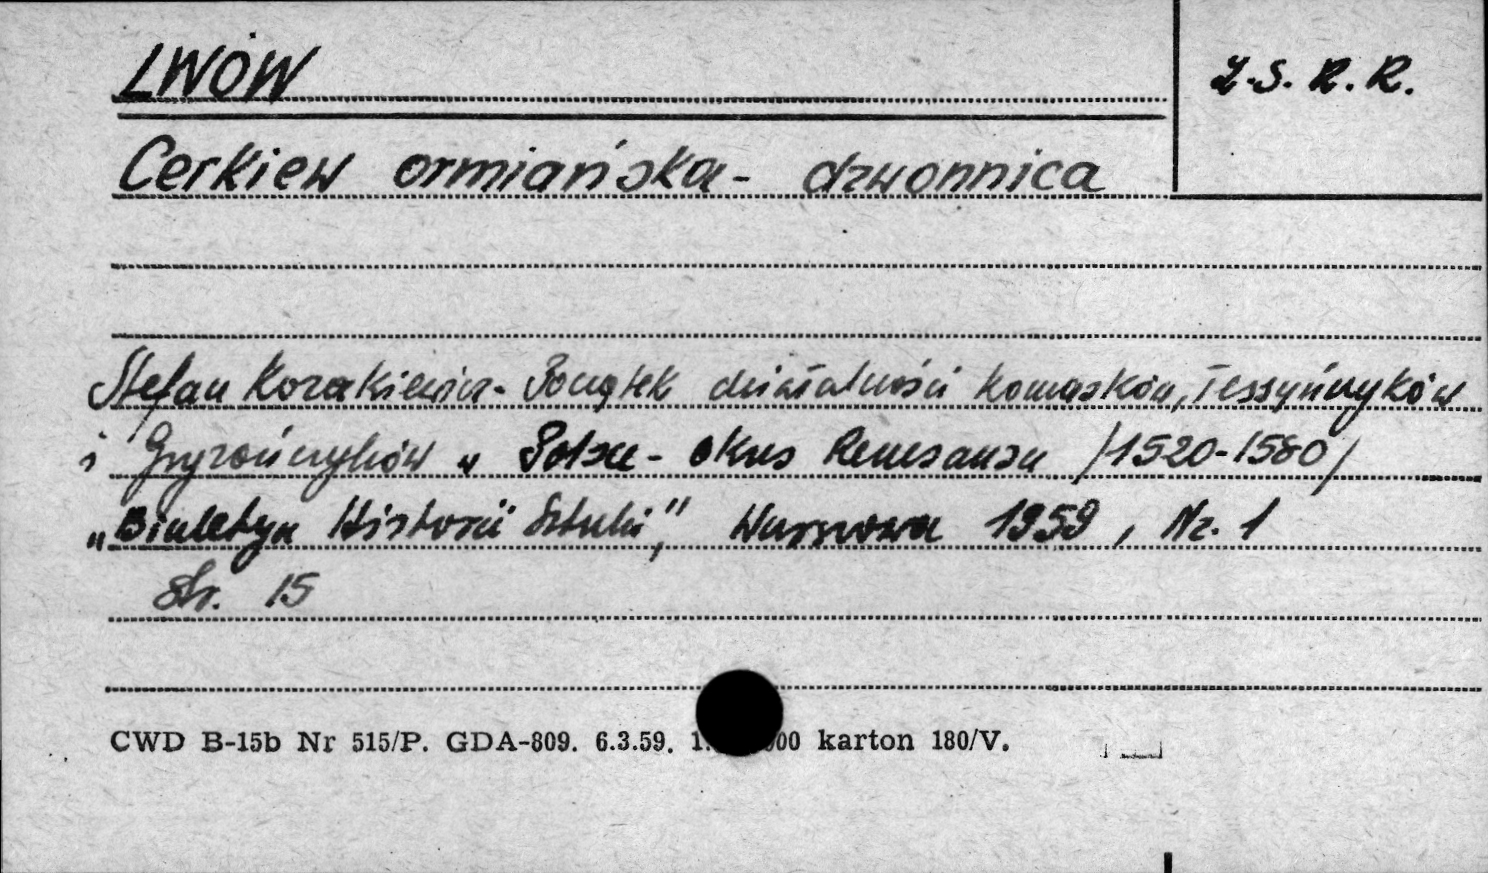 LWÓW
Z.S.R.R.
Cerkiew ormiańska - dzwonnica
Stefan Kozakiewicz - Początek działalności Komasków, Tessyńczyków
i Gryzończyków w Polsce - okres Renesansu /1520-1580/
„Biuletyn Historii Sztuki," Warszawa 1959, Nr. 1
Str. 15
CWD B-15b Nr 515/P. GDA-809. 6.3.59. 1. 000 karton 180/V.